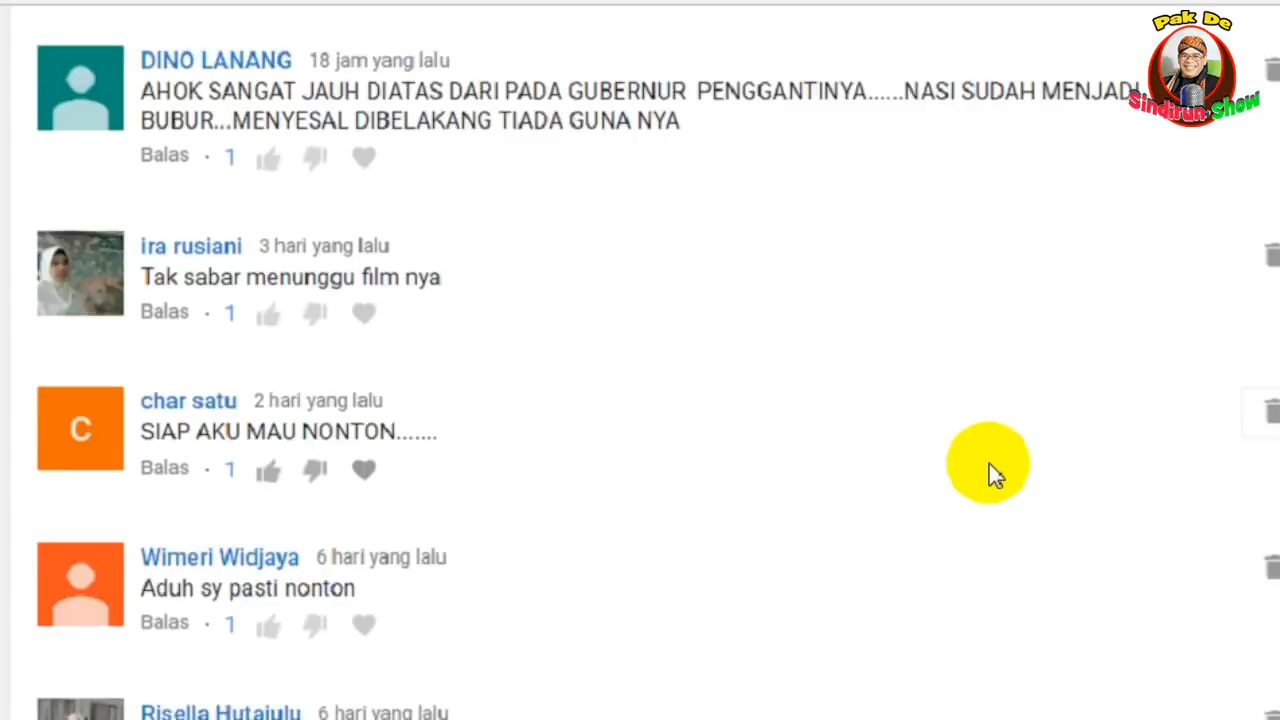 Pak De
Sindirun Show
DINO LANANG 18 jam yang lalu
AHOK SANGAT JAUH DIATAS DARI PADA GUBERNUR PENGGANTINYA......NASI SUDAH MENJADI
BUBUR...MENYESAL DIBELAKANG TIADA GUNA NYA
Balas · 1
ira rusiani 3 hari yang lalu
Tak sabar menunggu film nya
Balas · 1
char satu 2 hari yang lalu
C
SIAP AKU MAU NONTON.......
Balas · 1
Wimeri Widjaya 6 hari yang lalu
Aduh sy pasti nonton
Balas · 1
Risella Hutajulu 6 hari yang lalu